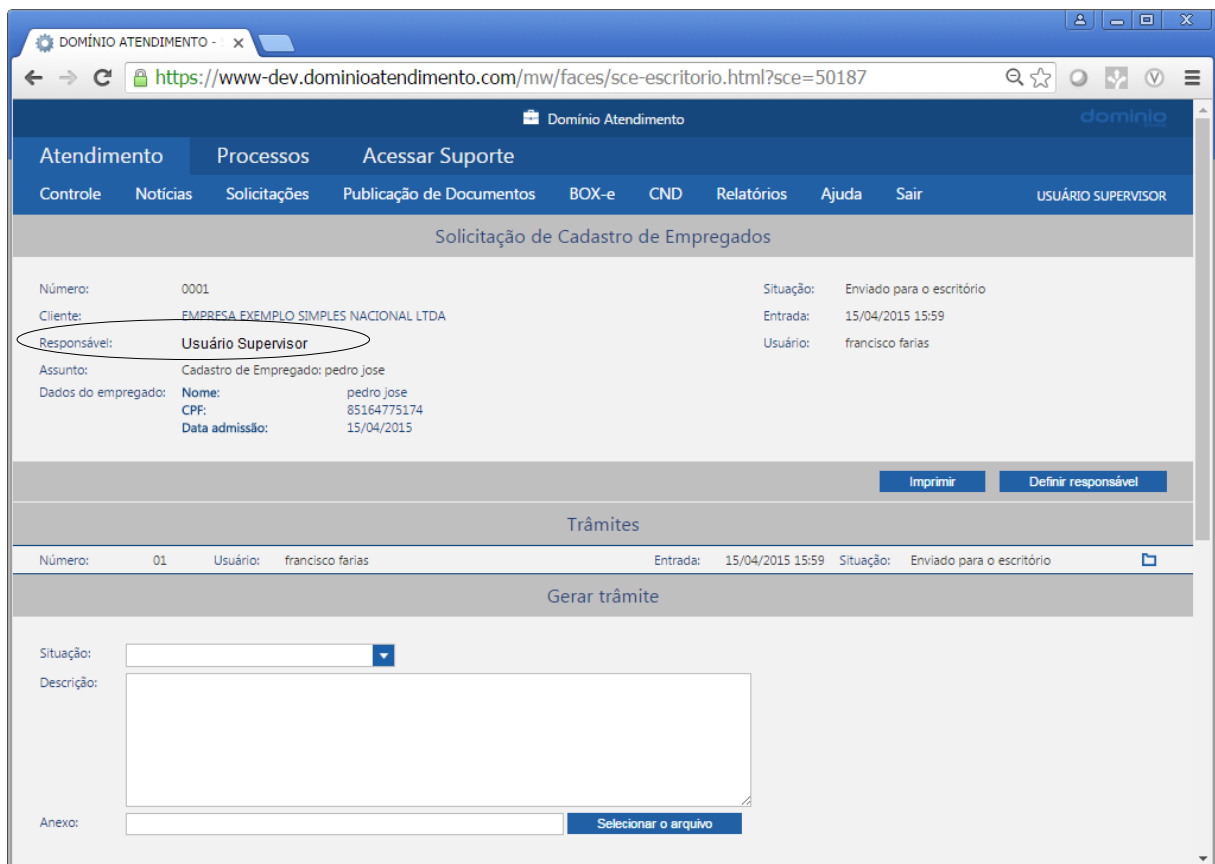 DOMÍNIO ATENDIMENTO -
https://www-dev.dominioatendimento.com/mw/faces/sce-escritorio.html?sce=50187
Domínio Atendimento dominio
Atendimento Processos Acessar Suporte
Controle Notícias Solicitações Publicação de Documentos BOX-e CND Relatórios Ajuda Sair USUÁRIO SUPERVISOR
Solicitação de Cadastro de Empregados
Número: 0001 Situação: Enviado para o escritório
Cliente: EMPRESA EXEMPLO SIMPLES NACIONAL LTDA Entrada: 15/04/2015 15:59
Responsável: Usuário Supervisor Usuário: francisco farias
Assunto: Cadastro de Empregado: pedro jose
Dados do empregado: Nome: pedro jose
CPF: 85164775174
Data admissão: 15/04/2015
Imprimir Definir responsável
Trâmites
Número: 01 Usuário: francisco farias Entrada: 15/04/2015 15:59 Situação: Enviado para o escritório
Gerar trâmite
Situação:
Descrição:
Anexo: Selecionar o arquivo